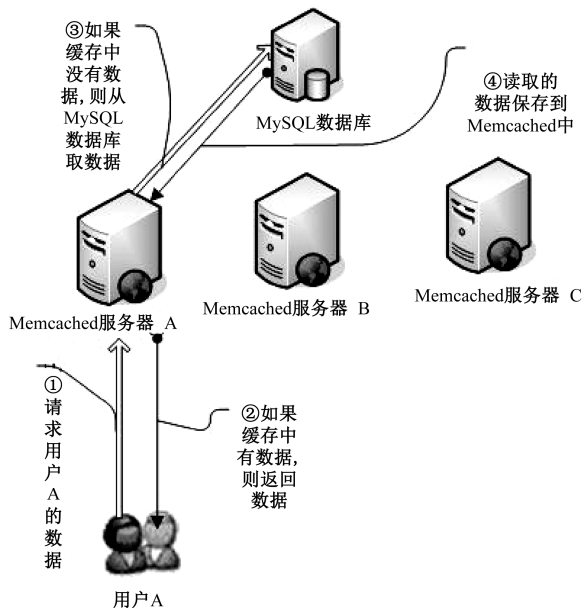 ③如果
缓存中
没有数
据,则从
MySQL
数据库
取数据
MySQL数据库
④读取的
数据保存到
Memcached中
Memcached服务器 A
Memcached服务器 B
Memcached服务器 C
①
请
求
用
户
A
的
数
据
②如果
缓存中
有数据,
则返回
数据
用户A